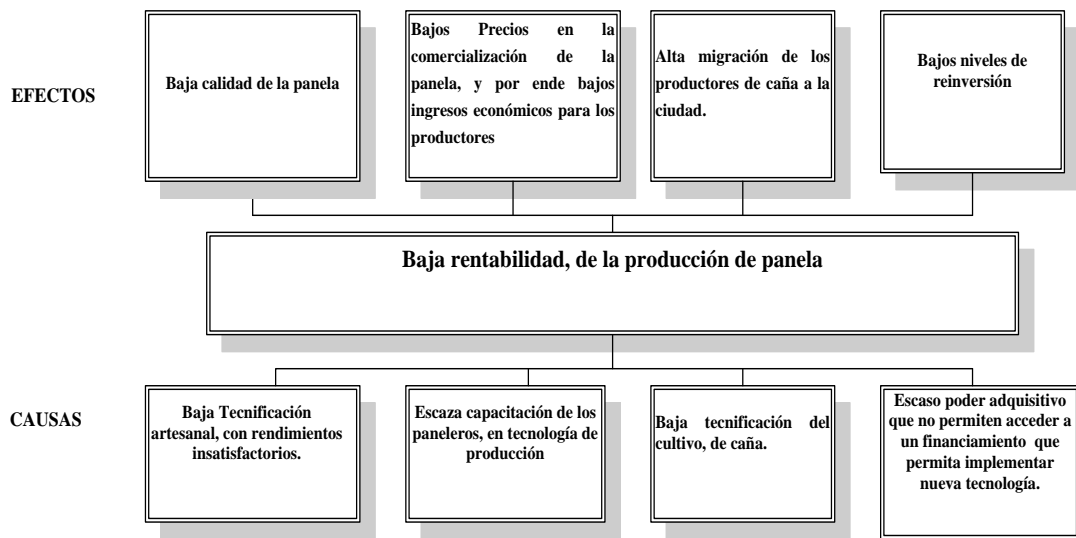 EFECTOS
Baja calidad de la panela
Bajos Precios en la
comercialización de la
panela, y por ende bajos
ingresos económicos para los
productores
Alta migración de los
productores de caña a la
ciudad.
Bajos niveles de
reinversión
Baja rentabilidad, de la producción de panela
CAUSAS
Baja Tecnificación
artesanal, con rendimientos
insatisfactorios.
Escaza capacitación de los
paneleros, en tecnología de
producción
Baja tecnificación del
cultivo, de caña.
Escaso poder adquisitivo
que no permiten acceder a
un financiamiento que
permita implementar
nueva tecnología.